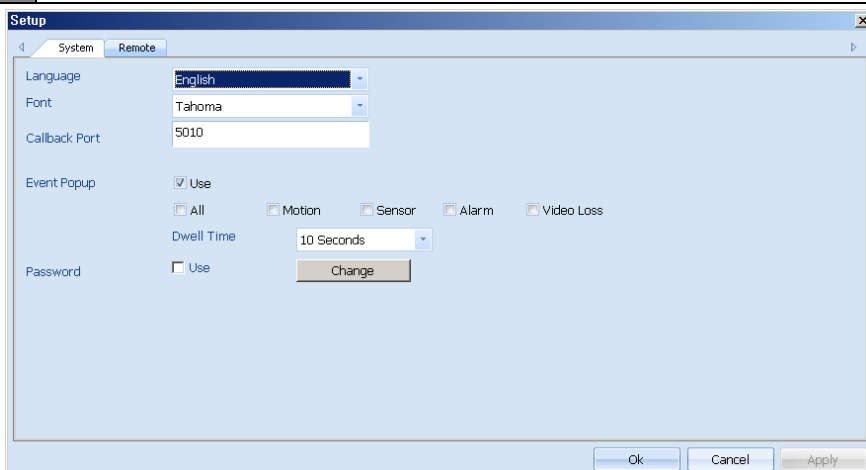 Setup
System Remote
Language English
Font Tahoma
Callback Port 5010
Event Popup Use
All Motion Sensor Alarm Video Loss
Dwell Time 10 Seconds
Password Use Change
Ok Cancel Apply